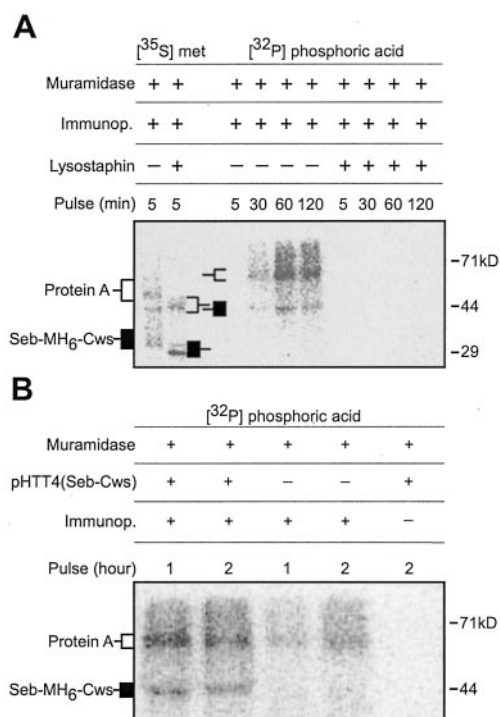 A
[35S] met [32P] phosphoric acid
Muramidase + + + + + + + + + +
Immunop. + + + + + + + + + +
Lysostaphin − + − − − − + + + +
Pulse (min) 5 5 5 30 60 120 5 30 60 120
−71kD
Protein A
−44
Seb-MH6-Cws
−29
B
[32P] phosphoric acid
Muramidase + + + + +
pHTT4(Seb-Cws) + + − − +
Immunop. + + + + −
Pulse (hour) 1 2 1 2 2
−71kD
Protein A
Seb-MH6-Cws −44